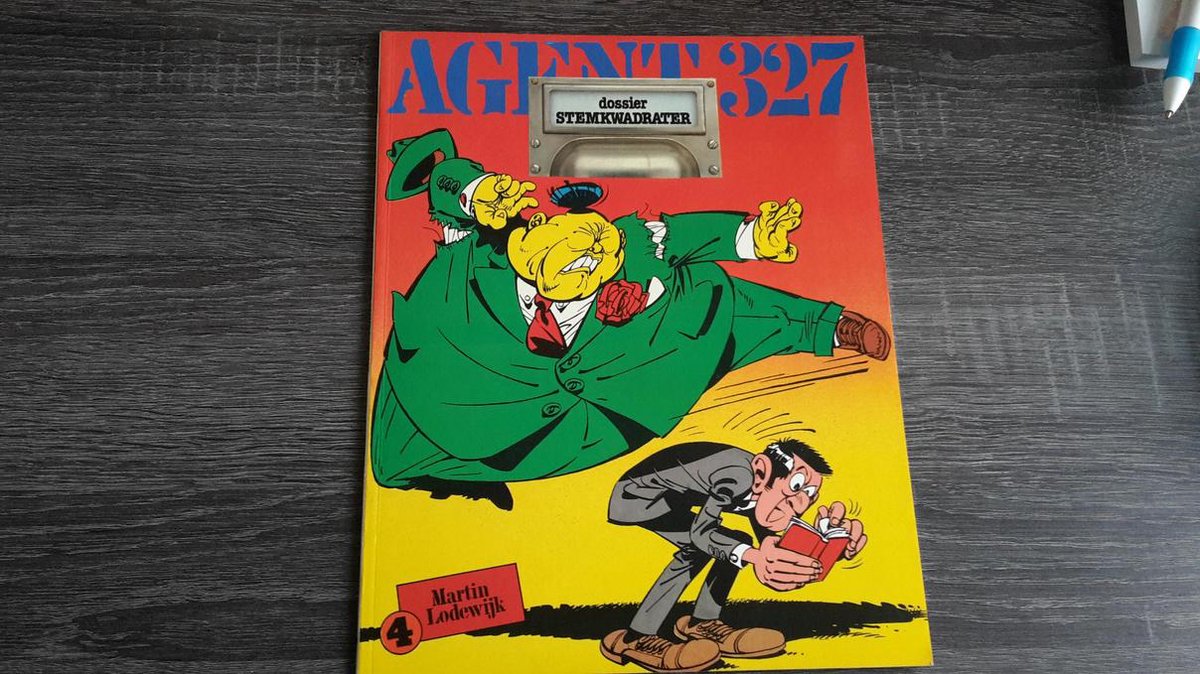 AGENT 327
dossier
STEMKWADRATER
Martin
Lodewijk
4